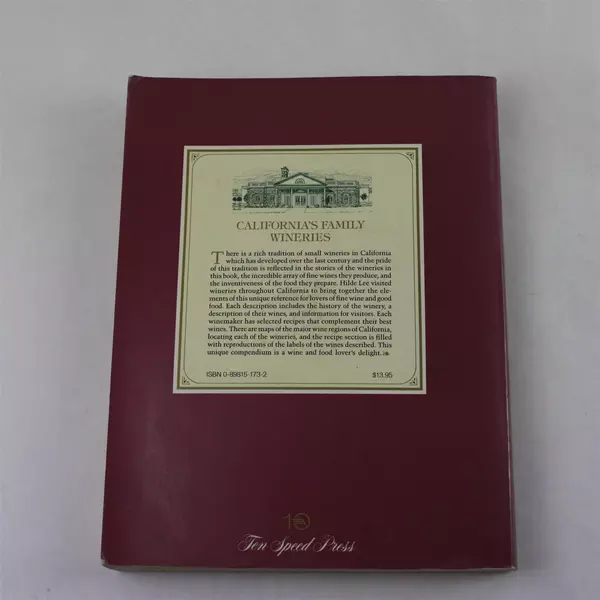 CALIFORNIA'S FAMILY
WINERIES
There is a rich tradition of small wineries in California
which has developed over the last century and the pride
of this tradition is reflected in the stories of the wineries in
this book, the incredible array of fine wines they produce, and
the inventiveness of the food they prepare. Hilde Lee visited
wineries throughout California to bring together the ele-
ments of this unique reference for lovers of fine wine and good
food. Each description includes the history of the winery, a
description of their wines, and information for visitors. Each
winemaker has selected recipes that complement their best
wines. There are maps of the major wine regions of California,
locating each of the wineries, and the recipe section is filled
with reproductions of the labels of the wines described. This
unique compendium is a wine and food lover's delight.
ISBN 0-89815-173-2 $13.95
10
Ten Speed Press